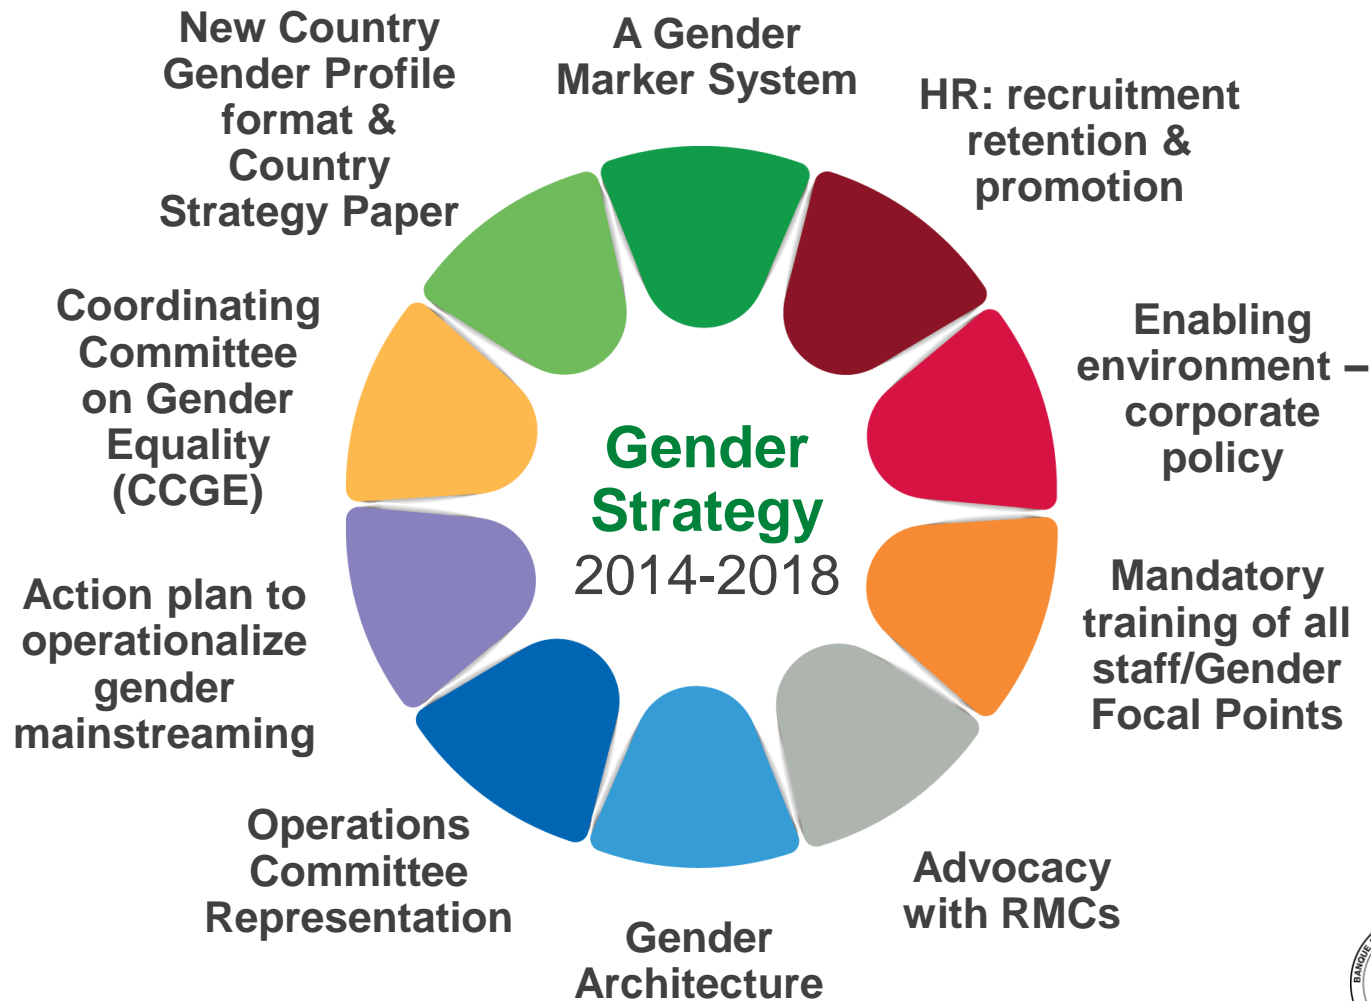 New Country
Gender Profile
format &
Country
Strategy Paper
A Gender
Marker System
HR: recruitment
retention &
promotion
Enabling
environment –
corporate
policy
Mandatory
training of all
staff/Gender
Focal Points
Advocacy
with RMCs
Gender
Architecture
Operations
Committee
Representation
Action plan to
operationalize
gender
mainstreaming
Coordinating
Committee
on Gender
Equality
(CCGE)
Gender
Strategy
2014-2018
BANQUE